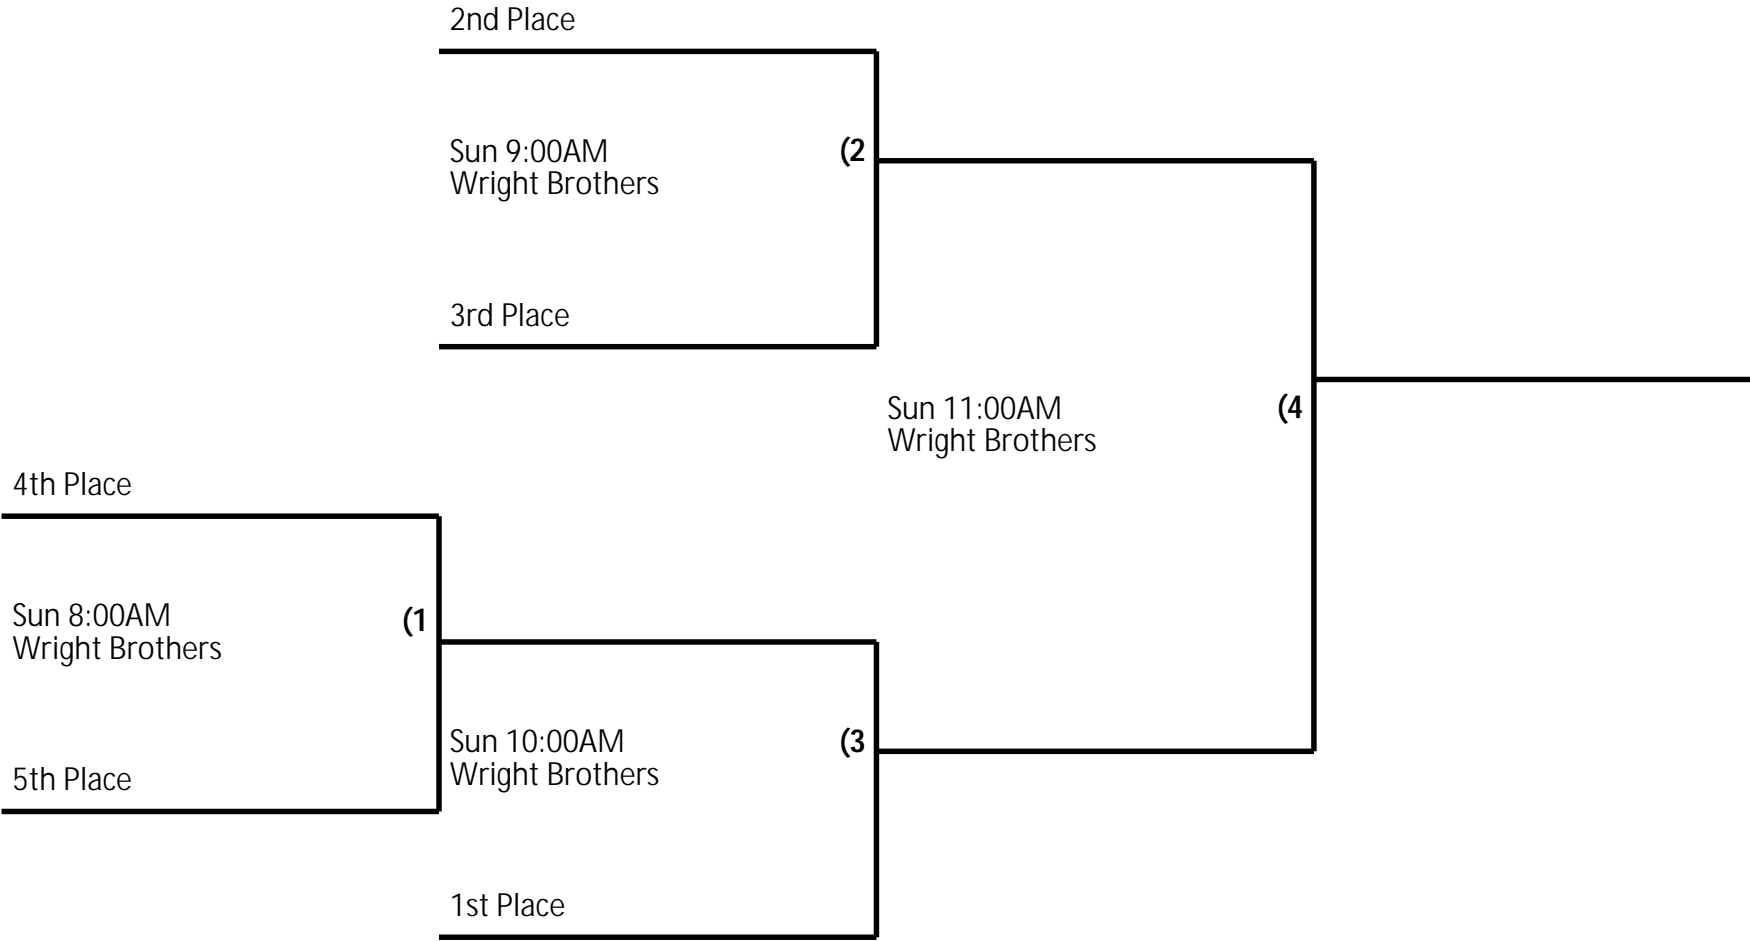 2nd Place
Sun 9:00AM
Wright Brothers
(2
3rd Place
Sun 11:00AM
Wright Brothers
(4
4th Place
Sun 8:00AM
Wright Brothers
(1
5th Place
Sun 10:00AM
Wright Brothers
(3
1st Place